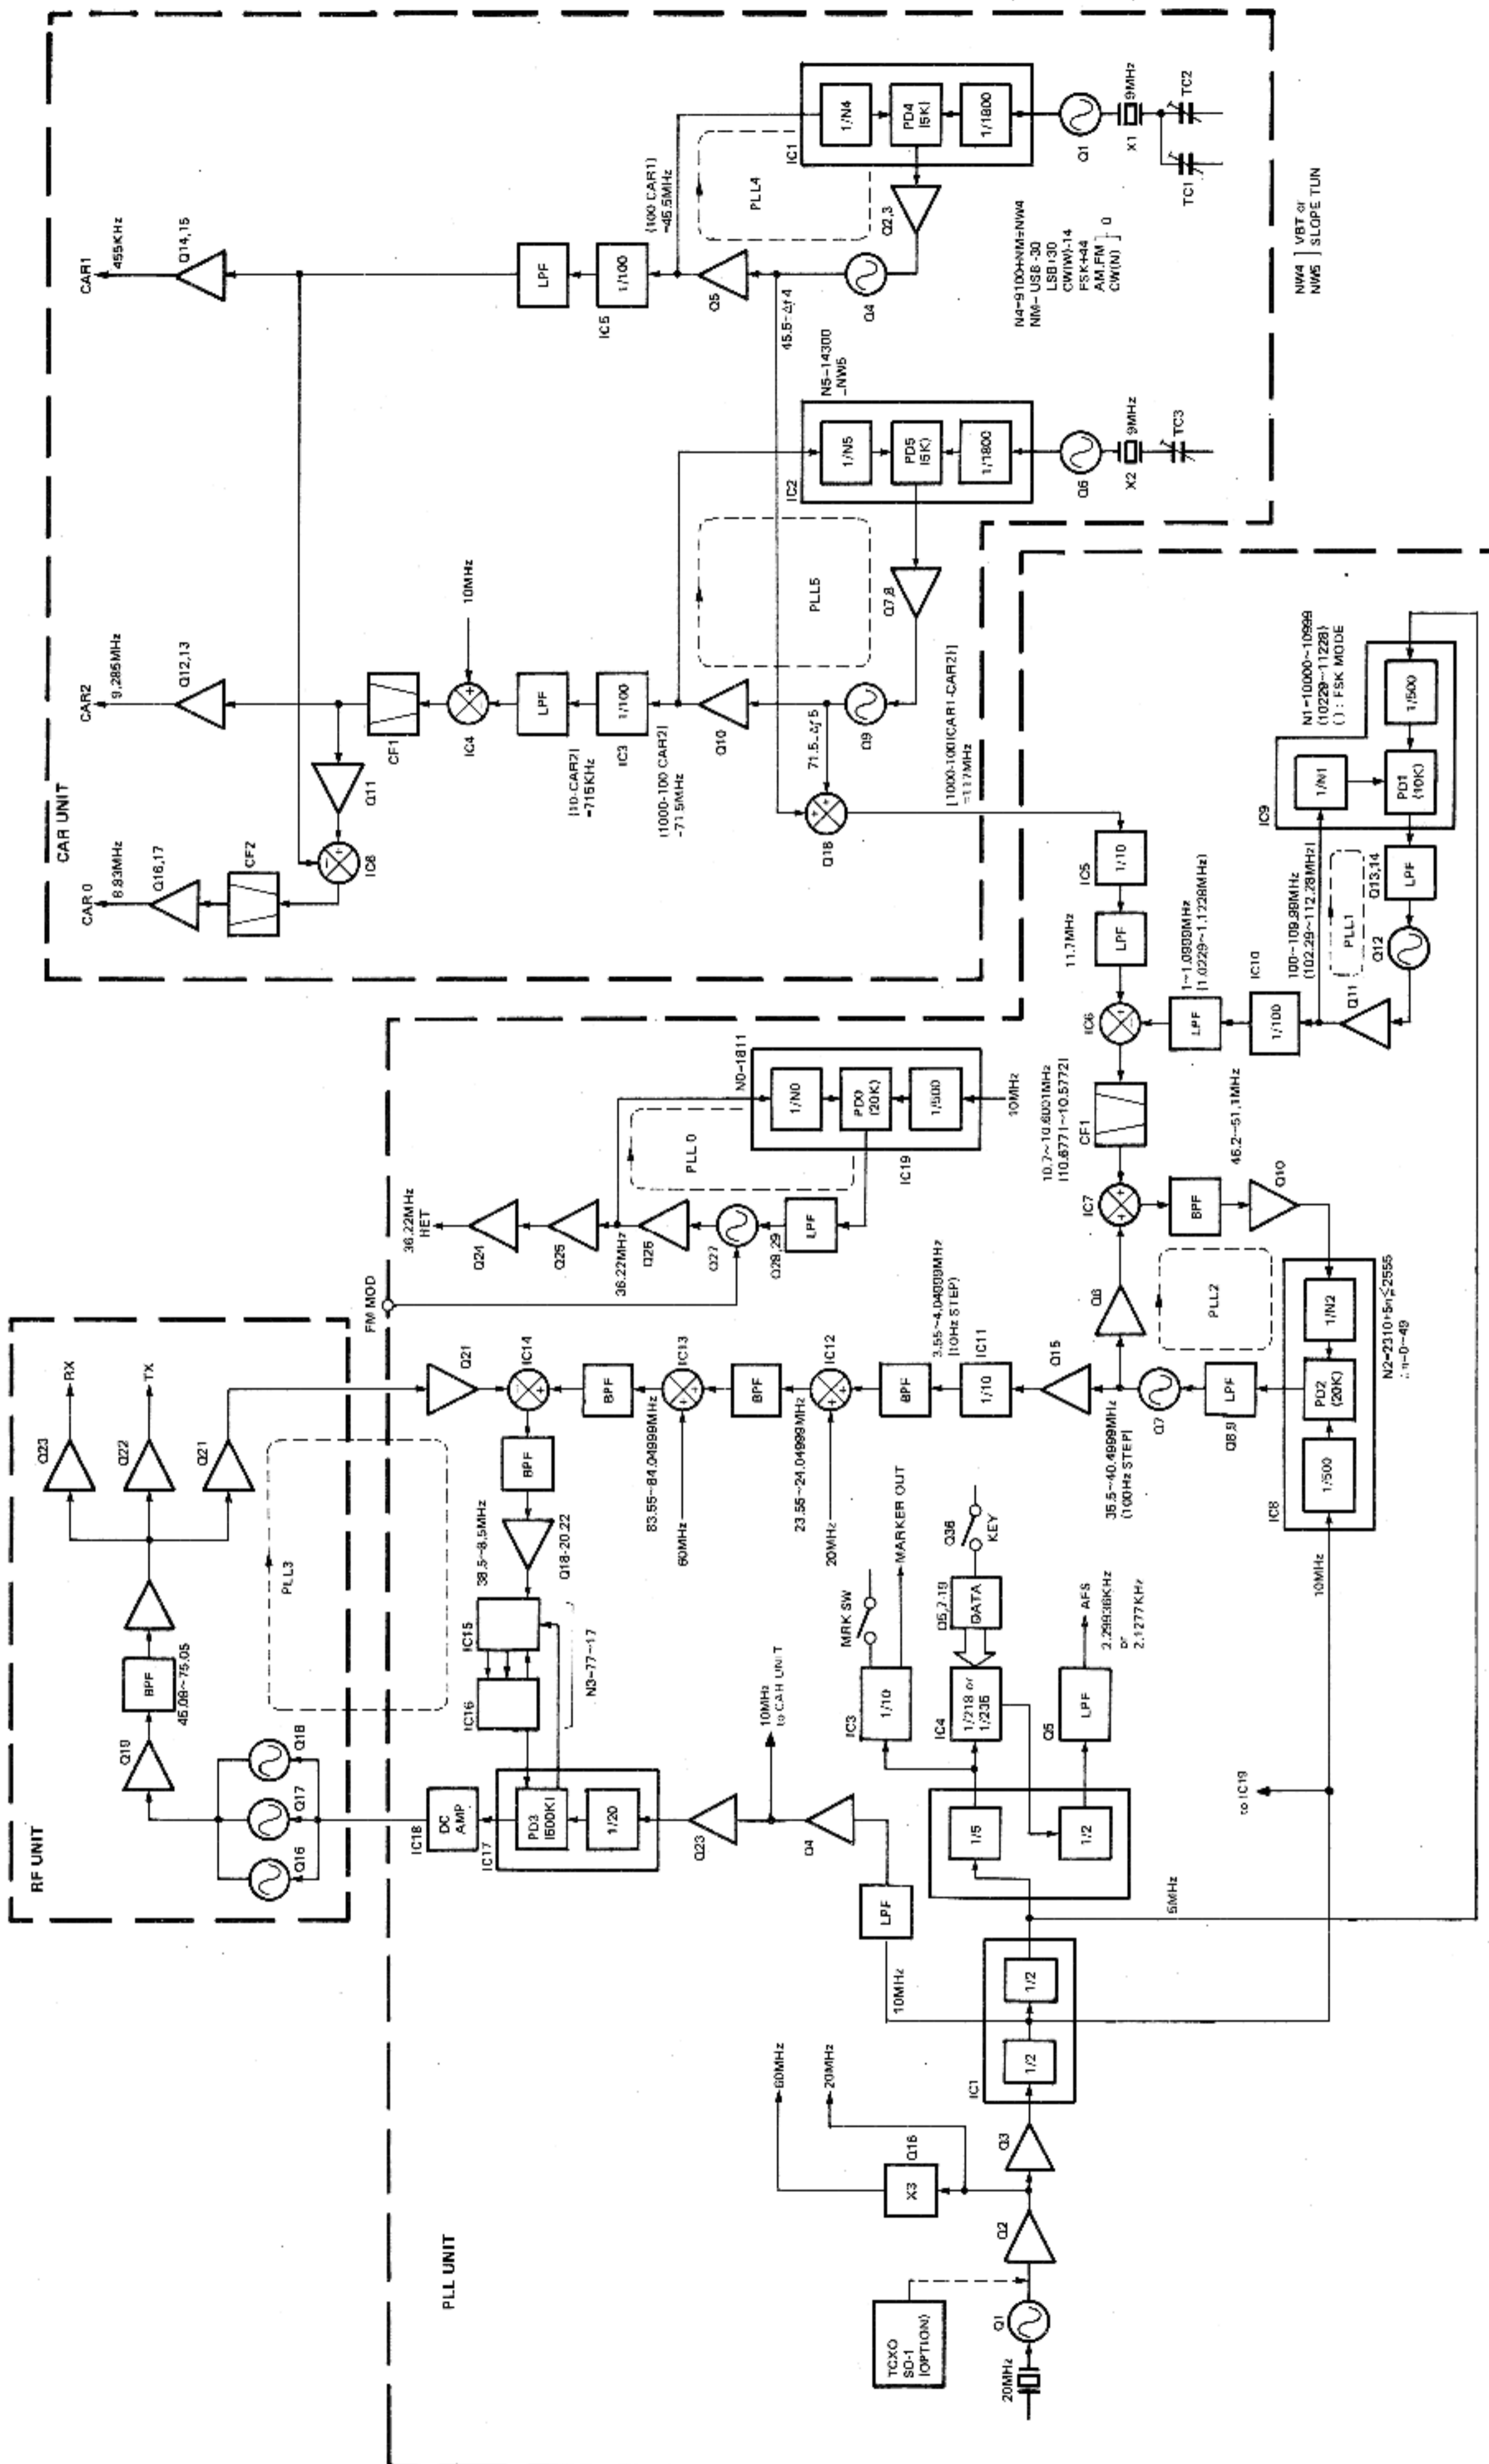 CAR UNIT
CAR1
455KHz
Q14,15
LPF
1/100
IC5
(100 CAR1)
=45.5MHz
Q5
PLL4
Q4
Q2,3
IC1
1/N4
PD4
(5K)
1/1800
Q1
X1
9MHz
TC1
TC2
45.5-Δf4
N4=9100+NM±NW4
NM= USB -30
LSB+30
CW(W)-14
FSK+44
AM.FM
CW(N)
] 0
NW4
NW5
] VBT or
SLOPE TUN
CAR2
9.285MHz
Q12,13
CF1
Q11
IC4
10MHz
LPF
(10-CAR2)
=715KHz
1/100
IC3
(1000-100 CAR2)
=71.5MHz
Q10
PLL5
71.5-Δf5
Q9
Q7,8
N5=14300
-NW5
IC2
1/N5
PD5
(5K)
1/1800
Q6
X2
9MHz
TC3
CAR 0
8.83MHz
Q16,17
CF2
IC6
Q18
[1000-100(CAR1-CAR2)]
=117MHz
RF UNIT
Q23
RX
Q22
TX
Q21
BPF
46.08~75.05
Q19
Q16
Q17
Q18
PLL3
PLL UNIT
FM MOD
36.22MHz
HET
Q24
Q25
36.22MHz
Q26
Q27
LPF
Q28,29
PLL 0
N0=1811
1/N0
PD0
(20K)
1/500
IC19
10MHz
1/10
IC5
11.7MHz
LPF
IC6
LPF
1~1.0999MHz
(1.0229~1.1228MHz)
1/100
IC10
100~109.99MHz
(102.29~112.28MHz)
Q11
PLL1
Q12
LPF
Q13,14
IC9
1/N1
PD1
(10K)
1/500
N1=10000~10999
(10229~11228)
( ) : FSK MODE
10.7~10.6001MHz
(10.6771~10.5772)
CF1
IC7
BPF
46.2~51.1MHz
Q10
Q8
PLL2
N2=2310+5n≦2555
∴n=0~49
1/N2
PD2
(20K)
1/500
IC8
10MHz
LPF
Q8,9
Q7
35.5~40.4999MHz
(100Hz STEP)
Q15
1/10
IC11
3.55~4.04999MHz
(10Hz STEP)
BPF
IC12
20MHz
23.55~24.04999MHz
BPF
IC13
60MHz
83.55~84.04999MHz
BPF
IC14
Q21
BPF
38.5~8.5MHz
Q18-20,22
IC15
IC16
N3=77~17
PD3
(500K)
1/20
IC17
DC
AMP
IC18
Q23
10MHz
to CAR UNIT
Q4
LPF
10MHz
MRK SW
MARKER OUT
1/10
IC3
Q36
KEY
DATA
1/218 or
1/235
IC4
LPF
Q5
AFS
2.29936KHz
or
2.1277KHz
1/5
1/2
to IC19
5MHz
1/2
1/2
IC1
60MHz
20MHz
X3
Q16
Q3
Q2
Q1
20MHz
TCXO
SO-1
(OPTION)